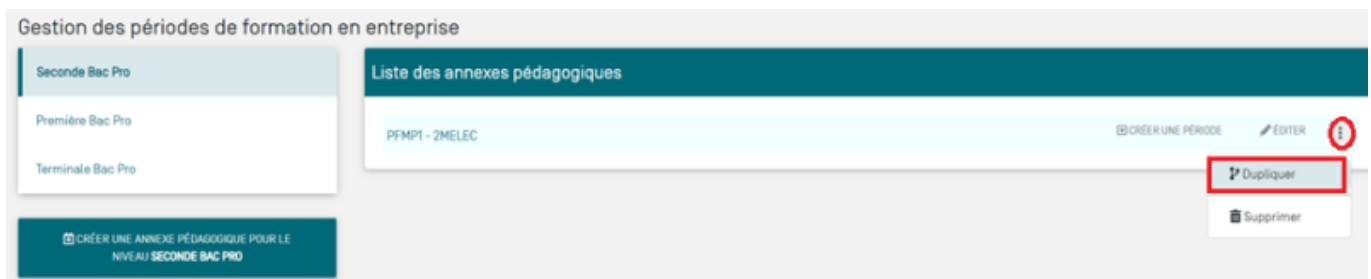 Gestion des périodes de formation en entreprise
Seconde Bac Pro
Première Bac Pro
Terminale Bac Pro
CRÉER UNE ANNEXE PÉDAGOGIQUE POUR LE
NIVEAU SECONDE BAC PRO
Liste des annexes pédagogiques
PFMP1 - 2MELEC
CRÉER UNE PÉRIODE
ÉDITER
Dupliquer
Supprimer